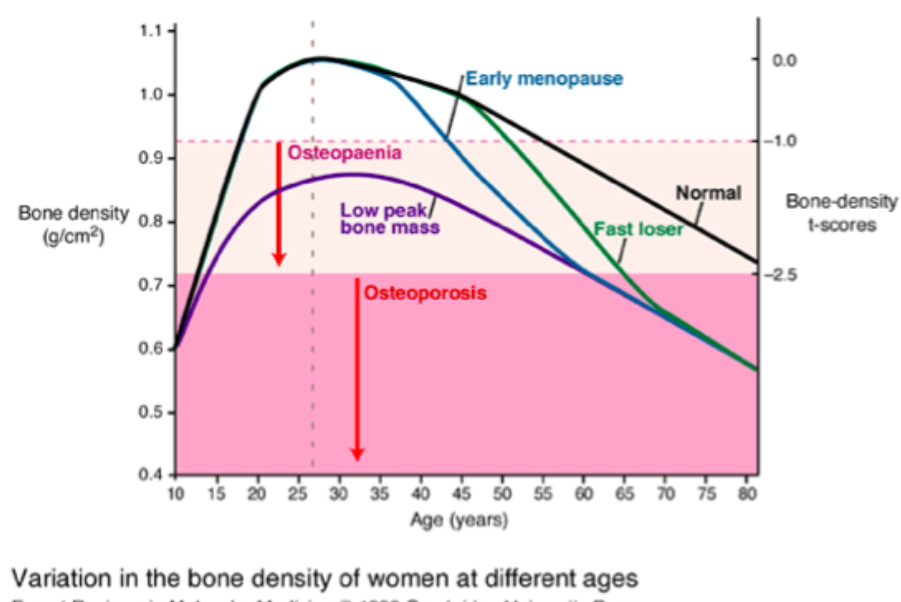 1.1
1.0
0.9
0.8
0.7
0.6
0.5
0.4
Bone density
(g/cm²)
10 15 20 25 30 35 40 45 50 55 60 65 70 75 80
Age (years)
0.0
–1.0
–2.5
Bone-density
t-scores
Early menopause
Osteopaenia
Low peak
bone mass
Normal
Fast loser
Osteoporosis
Variation in the bone density of women at different ages